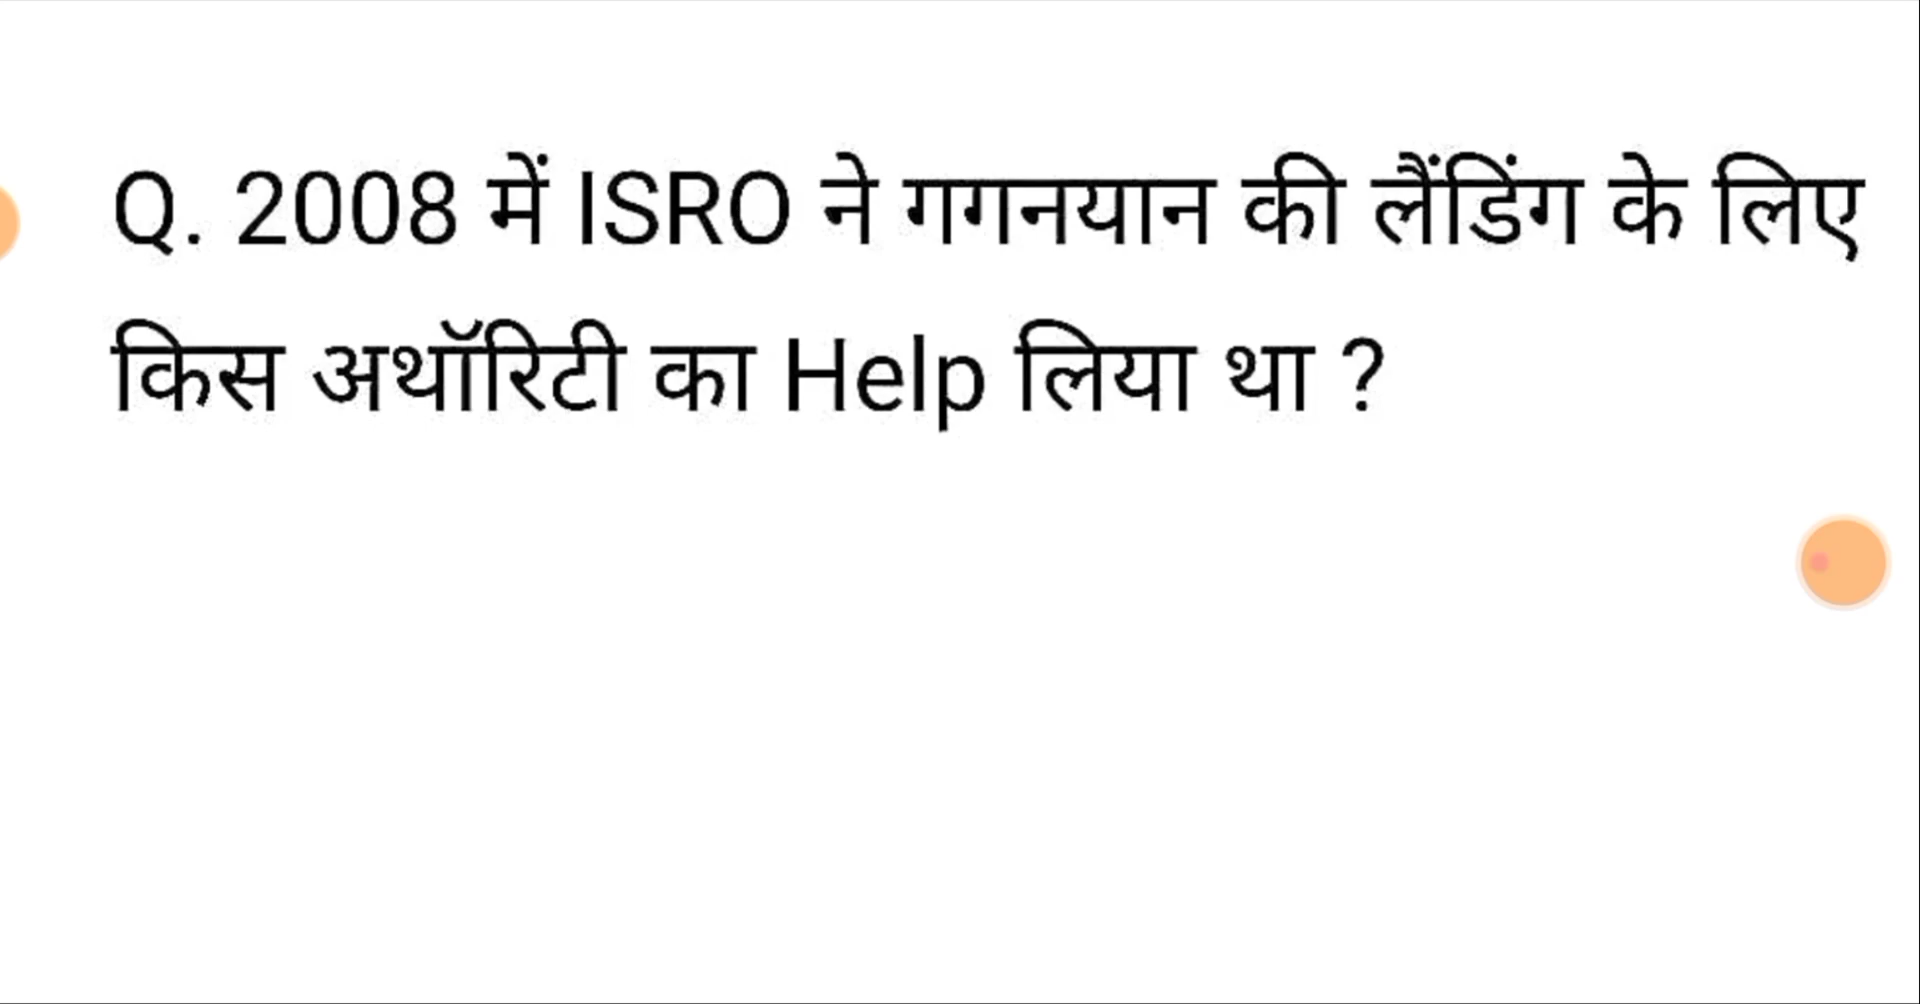 Q. 2008 में ISRO ने गगनयान की लैंडिंग के लिए
किस अथॉरिटी का Help लिया था ?